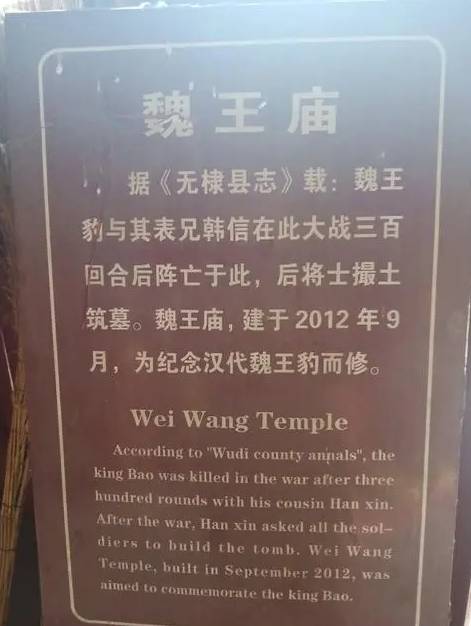 魏王庙
据《无棣县志》载：魏王
豹与其表兄韩信在此大战三百
回合后阵亡于此，后将士撮土
筑墓。魏王庙，建于2012年9
月，为纪念汉代魏王豹而修。
Wei Wang Temple
According to "Wudi county annals", the
king Bao was killed in the war after three
hundred rounds with his cousin Han xin.
After the war, Han xin asked all the sol-
diers to build the tomb. Wei Wang
Temple, built in September 2012, was
aimed to commemorate the king Bao.